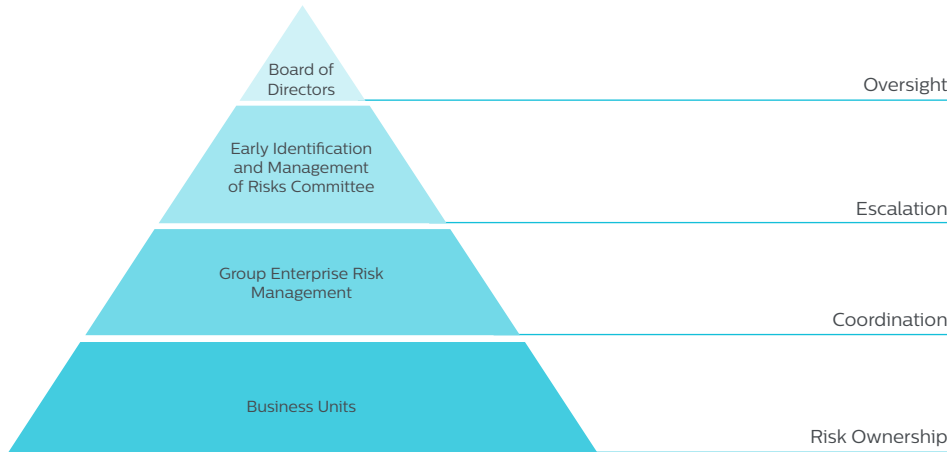 Board of
Directors
Oversight
Early Identification
and Management
of Risks Committee
Escalation
Group Enterprise Risk
Management
Coordination
Business Units
Risk Ownership